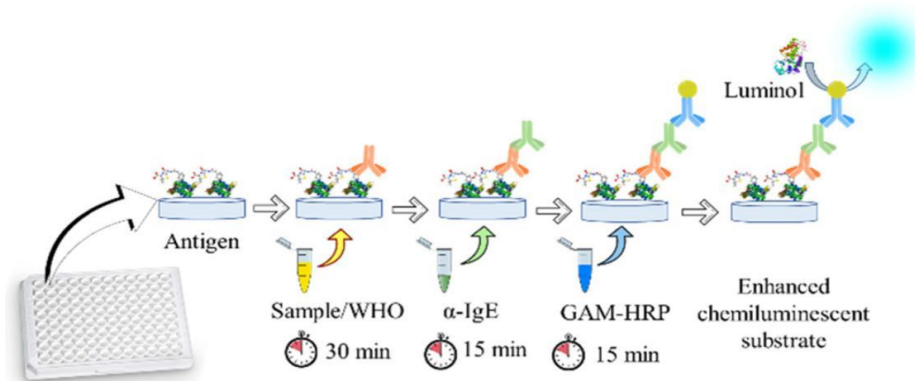 Luminol
Antigen
Sample/WHO
α-IgE
GAM-HRP
Enhanced
chemiluminescent
substrate
30 min
15 min
15 min